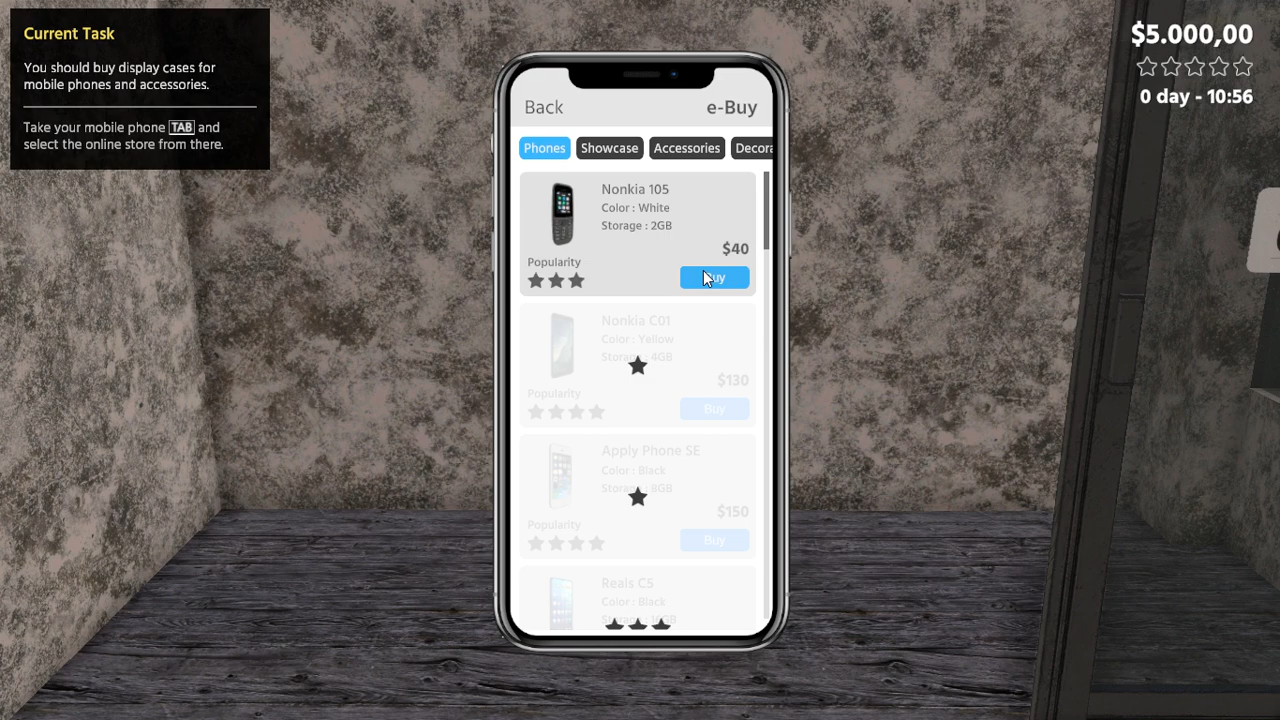 Current Task
You should buy display cases for
mobile phones and accessories.
Take your mobile phone TAB and
select the online store from there.
$5.000,00
0 day - 10:56
Back
e-Buy
Phones
Showcase
Accessories
Decora
Nonkia 105
Color : White
Storage : 2GB
$40
Popularity
Buy
Nonkia C01
Color : Yellow
Storage : 4GB
$130
Popularity
Buy
Apply Phone SE
Color : Black
Storage : 8GB
$150
Popularity
Buy
Reals C5
Color : Black